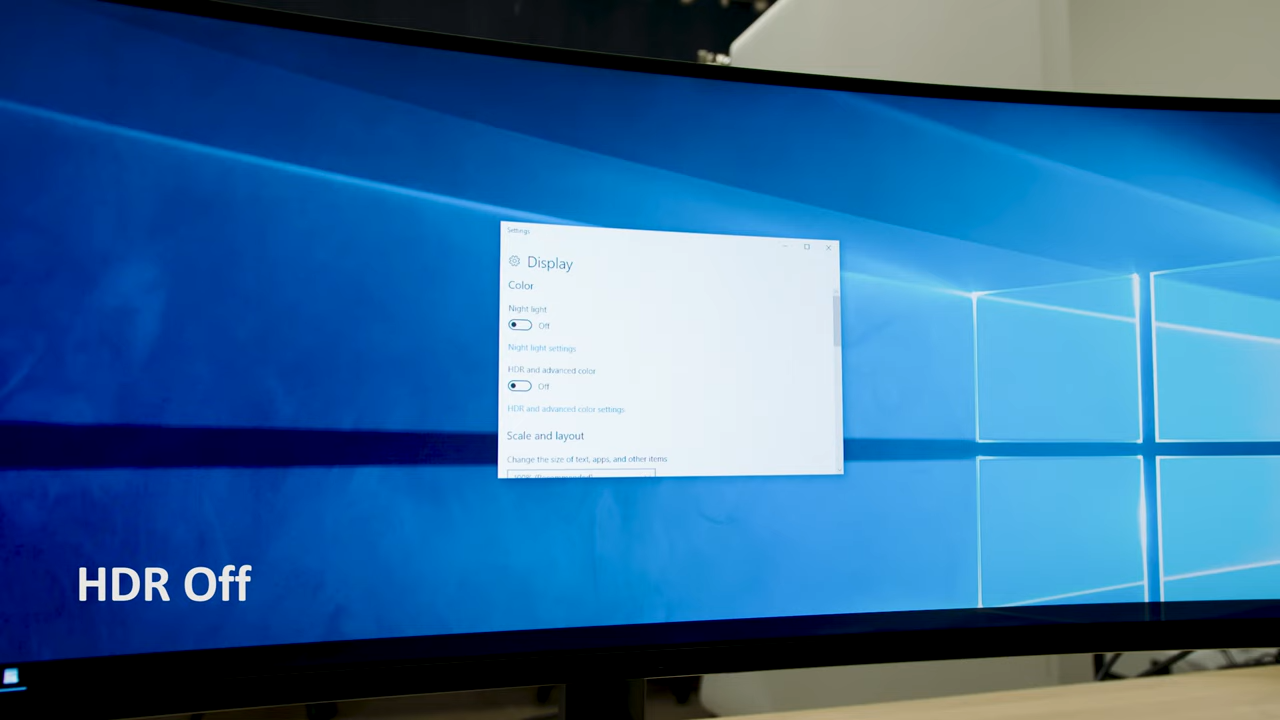 Settings
Display
Color
Night light
Off
Night light settings
HDR and advanced color
Off
HDR and advanced color settings
Scale and layout
Change the size of text, apps, and other items
HDR Off